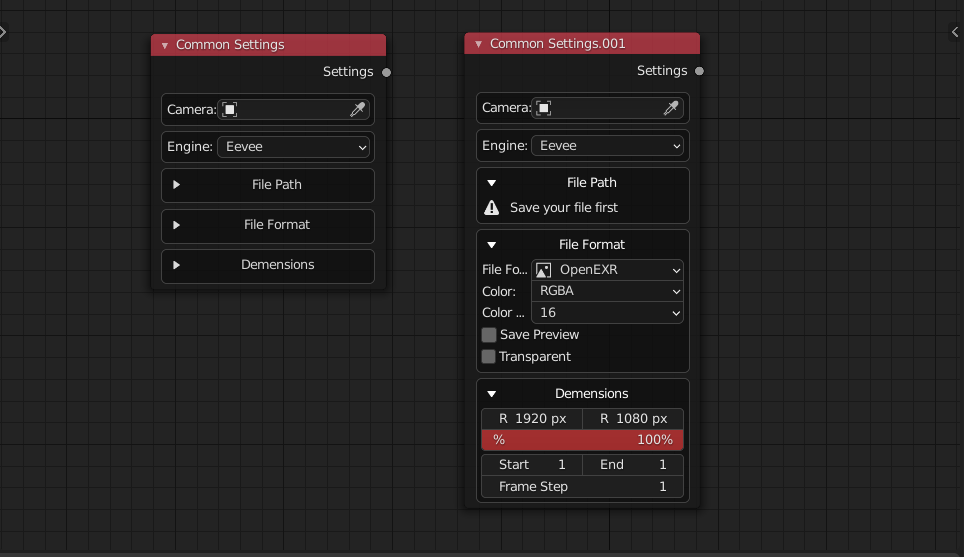 Common Settings
Settings
Camera:
Engine: Eevee
File Path
File Format
Demensions
Common Settings.001
Settings
Camera:
Engine: Eevee
File Path
Save your file first
File Format
File Fo... OpenEXR
Color: RGBA
Color ... 16
Save Preview
Transparent
Demensions
R 1920 px R 1080 px
% 100%
Start 1 End 1
Frame Step 1